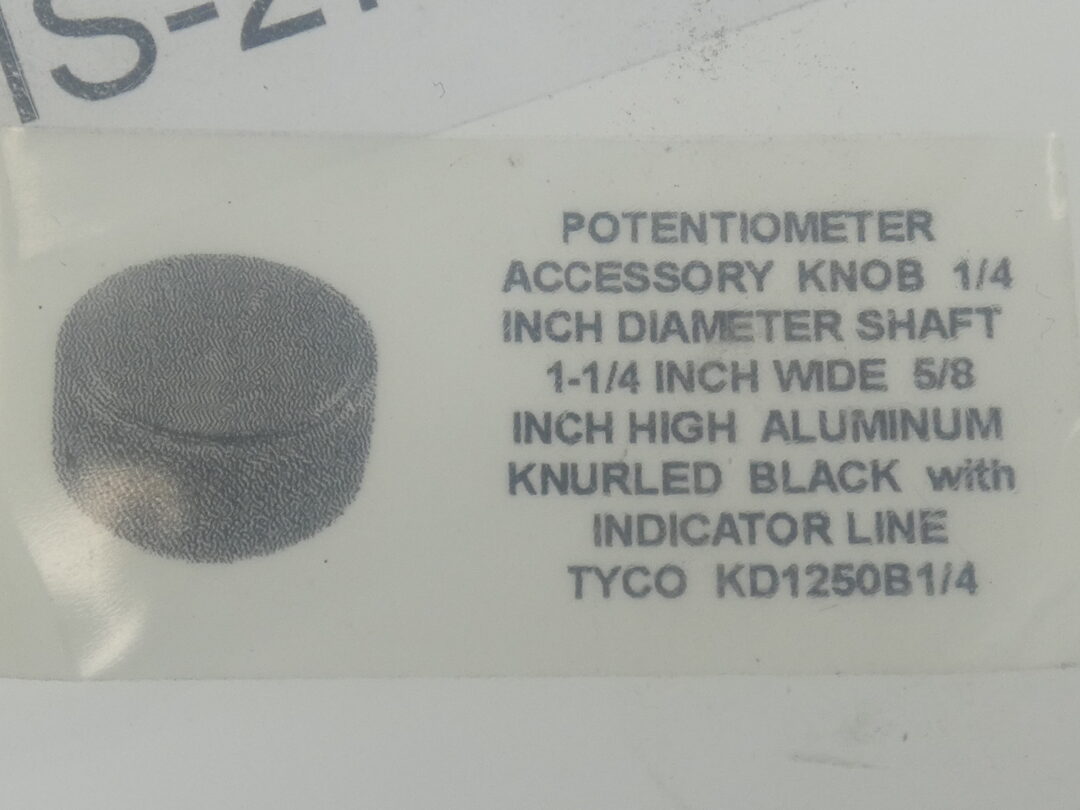 S-2
POTENTIOMETER
ACCESSORY KNOB 1/4
INCH DIAMETER SHAFT
1-1/4 INCH WIDE 5/8
INCH HIGH ALUMINUM
KNURLED BLACK with
INDICATOR LINE
TYCO KD1250B1/4